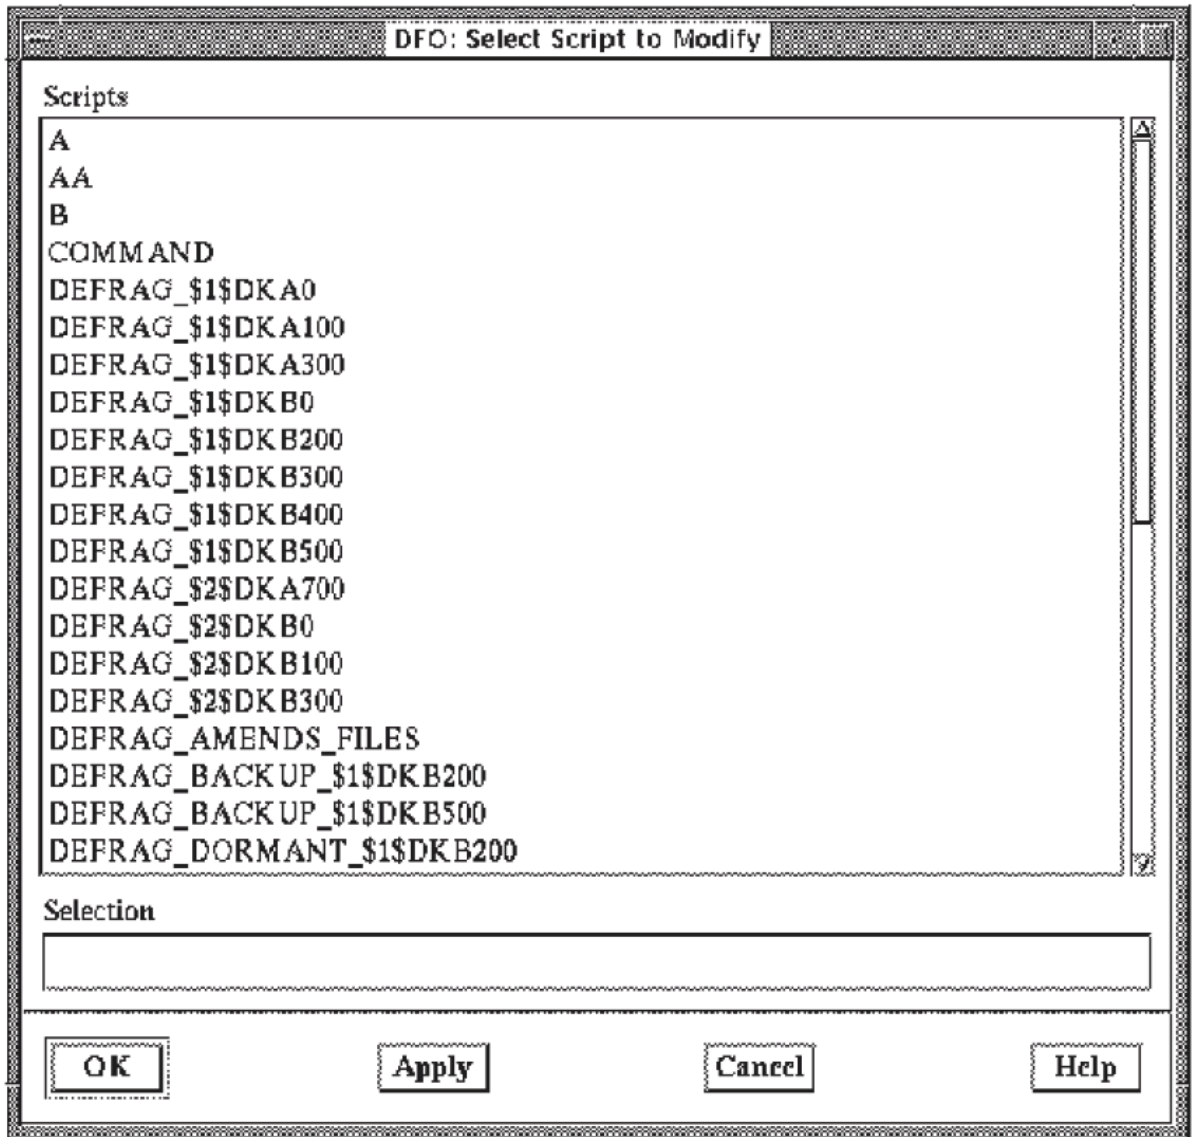 DFO: Select Script to Modify
Scripts
A
AA
B
COMMAND
DEFRAG_$1$DKA0
DEFRAG_$1$DKA100
DEFRAG_$1$DKA300
DEFRAG_$1$DKB0
DEFRAG_$1$DKB200
DEFRAG_$1$DKB300
DEFRAG_$1$DKB400
DEFRAG_$1$DKB500
DEFRAG_$2$DKA700
DEFRAG_$2$DKB0
DEFRAG_$2$DKB100
DEFRAG_$2$DKB300
DEFRAG_AMENDS_FILES
DEFRAG_BACKUP_$1$DKB200
DEFRAG_BACKUP_$1$DKB500
DEFRAG_DORMANT_$1$DKB200
Selection
OK Apply Cancel Help